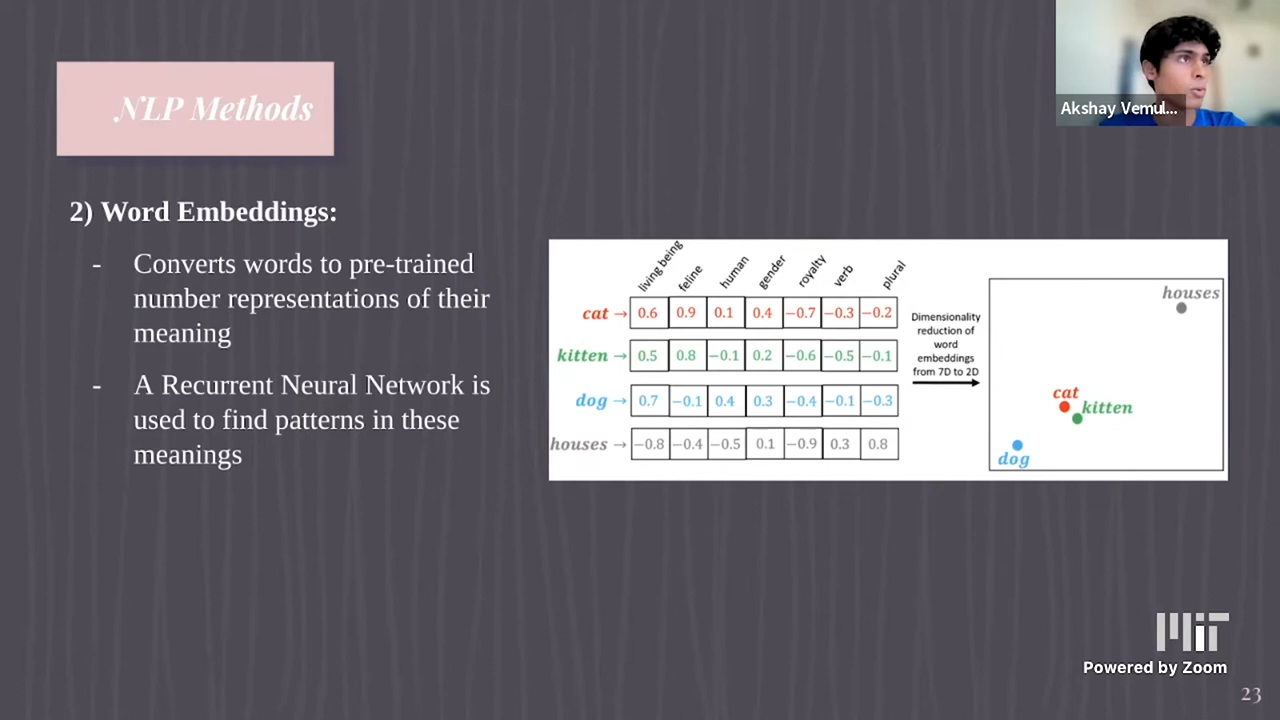 Akshay Vemul...
NLP Methods
2) Word Embeddings:
- Converts words to pre-trained
number representations of their
meaning
- A Recurrent Neural Network is
used to find patterns in these
meanings
living being feline human gender royalty verb plural
cat → 0.6 0.9 0.1 0.4 −0.7 −0.3 −0.2
kitten → 0.5 0.8 −0.1 0.2 −0.6 −0.5 −0.1
dog → 0.7 −0.1 0.4 0.3 −0.4 −0.1 −0.3
houses → −0.8 −0.4 −0.5 0.1 −0.9 0.3 0.8
Dimensionality
reduction of
word
embeddings
from 7D to 2D
houses
cat
kitten
dog
MIT
Powered by Zoom
23